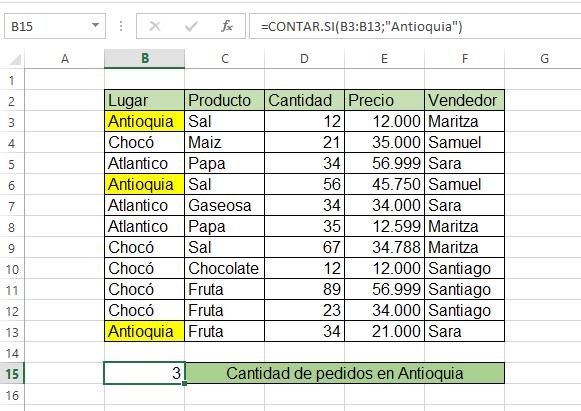 B15 fx =CONTAR.SI(B3:B13;"Antioquia")
A B C D E F G
1
2 Lugar Producto Cantidad Precio Vendedor
3 Antioquia Sal 12 12.000 Maritza
4 Chocó Maiz 21 35.000 Samuel
5 Atlantico Papa 34 56.999 Sara
6 Antioquia Sal 56 45.750 Samuel
7 Atlantico Gaseosa 34 34.000 Sara
8 Atlantico Papa 35 12.599 Maritza
9 Chocó Sal 67 34.788 Maritza
10 Chocó Chocolate 12 12.000 Santiago
11 Chocó Fruta 89 56.999 Santiago
12 Chocó Fruta 23 34.000 Santiago
13 Antioquia Fruta 34 21.000 Sara
14
15 3 Cantidad de pedidos en Antioquia
16